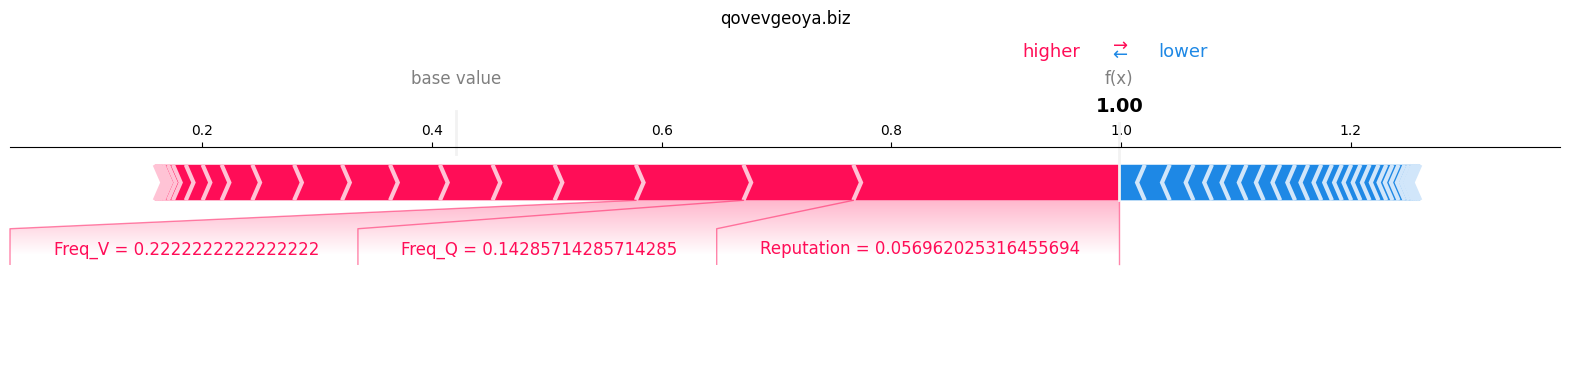 qovevgeoya.biz
higher ⇄ lower
base value f(x)
1.00
0.2 0.4 0.6 0.8 1.0 1.2
Freq_V = 0.2222222222222222 Freq_Q = 0.14285714285714285 Reputation = 0.056962025316455694